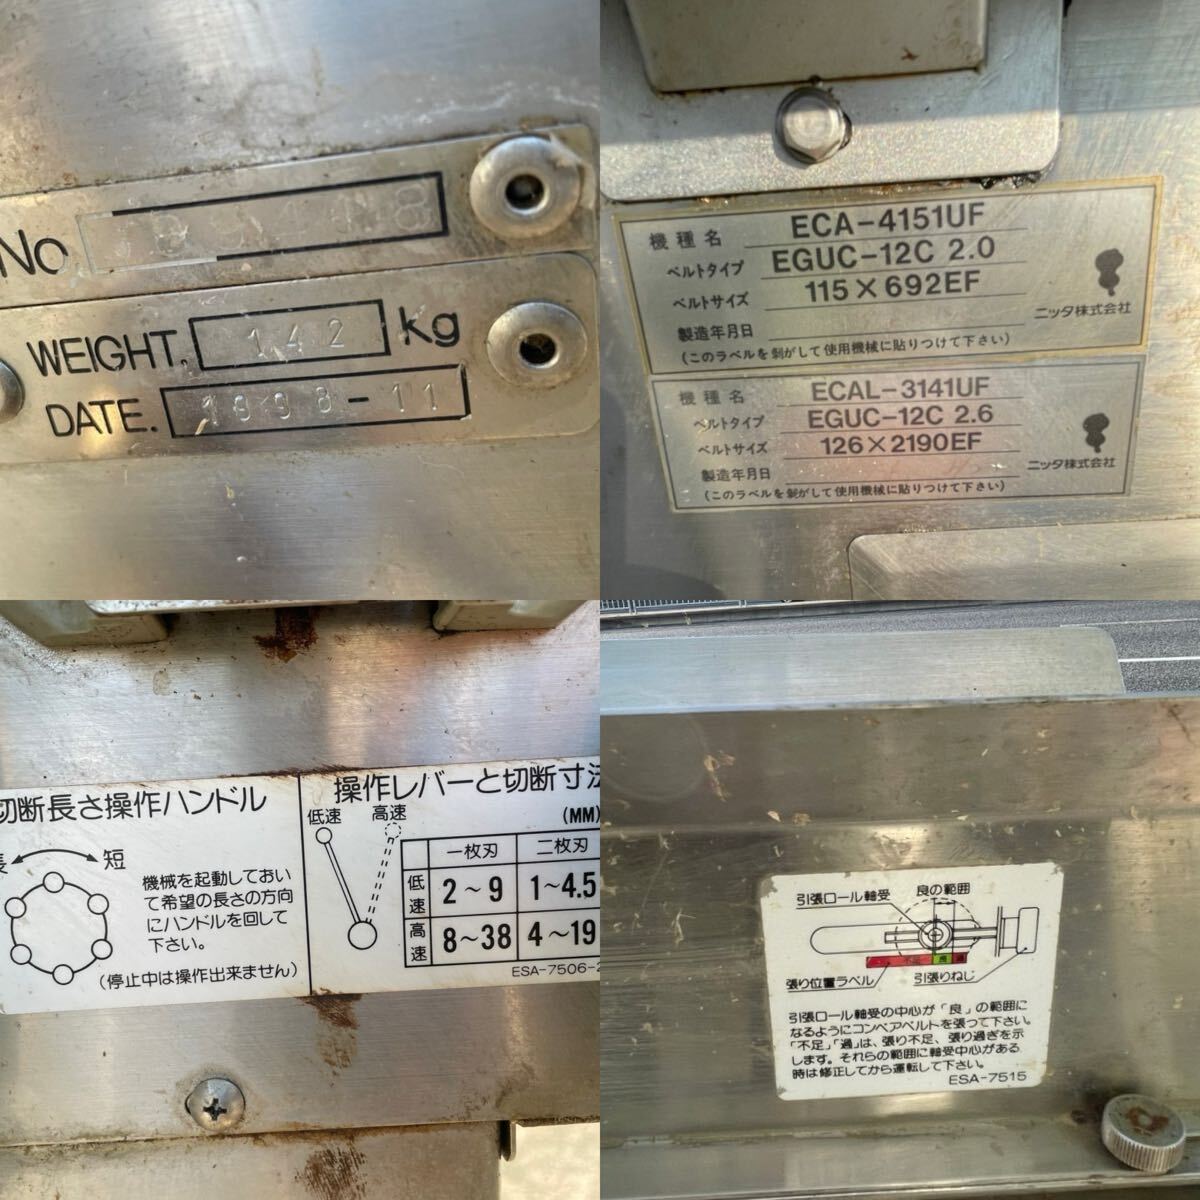 No.
WEIGHT. 142 Kg
DATE. 1998-11
機種名 ECA-4151UF
ベルトタイプ EGUC-12C 2.0
ベルトサイズ 115×692EF
製造年月日
ニッタ株式会社
(このラベルを剝がして使用機械に貼りつけて下さい)
機種名 ECAL-3141UF
ベルトタイプ EGUC-12C 2.6
ベルトサイズ 126×2190EF
製造年月日
ニッタ株式会社
(このラベルを剝がして使用機械に貼りつけて下さい)
切断長さ操作ハンドル
長 短
機械を起動しておい
て希望の長さの方向
にハンドルを回して
下さい。
(停止中は操作出来ません)
操作レバーと切断寸法
(MM)
低速 高速
一枚刃 二枚刃
低速 2~9 1~4.5
高速 8~38 4~19
ESA-7506-2
引張ロール軸受 良の範囲
不足 良 過
張り位置ラベル 引張りねじ
引張ロール軸受の中心が「良」の範囲に
なるようにコンベアベルトを張って下さい。
「不足」「過」は、張り不足、張り過ぎを示
します。それらの範囲に軸受中心がある
時は修正してから運転して下さい。
ESA-7515